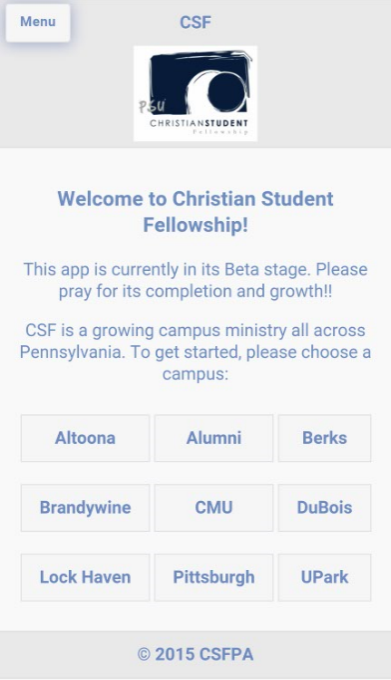 Menu
CSF
PSU
CHRISTIANSTUDENT
Fellowship
Welcome to Christian Student
Fellowship!
This app is currently in its Beta stage. Please
pray for its completion and growth!!
CSF is a growing campus ministry all across
Pennsylvania. To get started, please choose a
campus:
Altoona Alumni Berks
Brandywine CMU DuBois
Lock Haven Pittsburgh UPark
© 2015 CSFPA